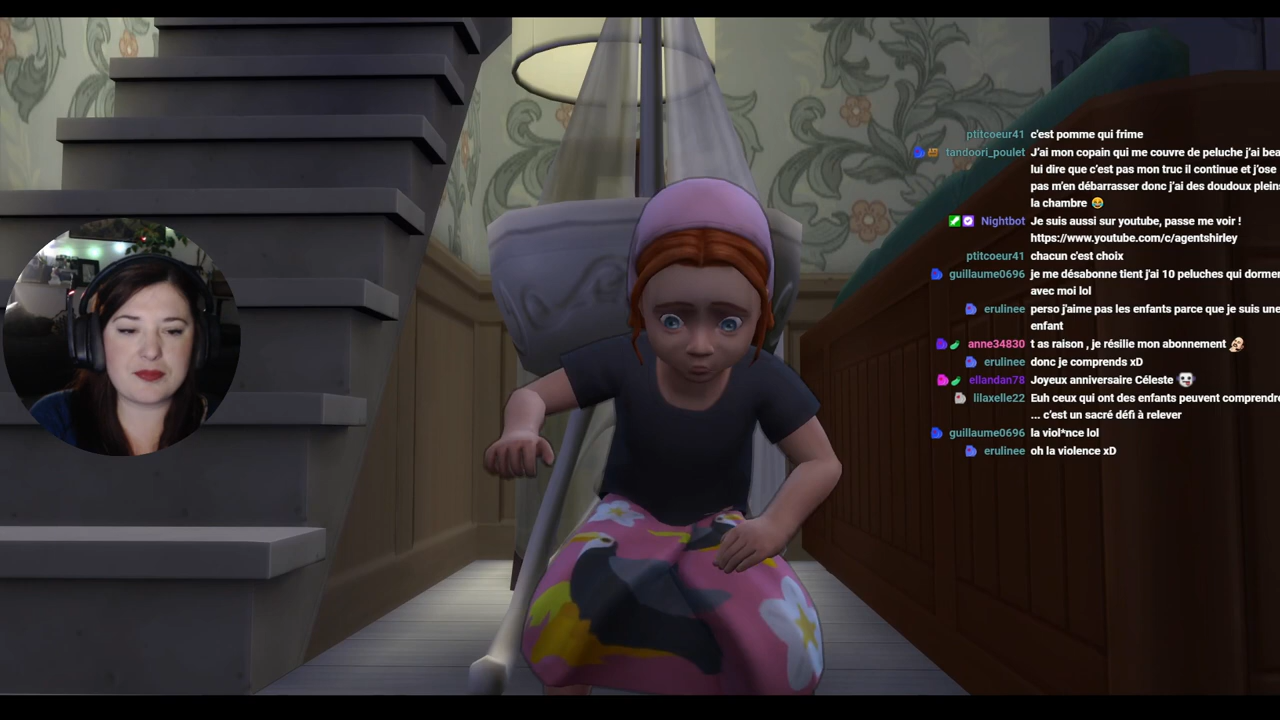 ptitcoeur41 c'est pomme qui frime
tandoori_poulet J'ai mon copain qui me couvre de peluche j'ai
lui dire que c'est pas mon truc il continue et j'ose
pas m'en débarrasser donc j'ai des doudoux
la chambre 😂
Nightbot Je suis aussi sur youtube, passe me voir !
https://www.youtube.com/c/agentshirley
ptitcoeur41 chacun c'est choix
guillaume0696 je me désabonne tient j'ai 10 peluches qui
avec moi lol
erulinee perso j'aime pas les enfants parce que je suis une
enfant
anne34830 t as raison , je résilie mon abonnement
erulinee donc je comprends xD
ellandan78 Joyeux anniversaire Céleste
lilaxelle22 Euh ceux qui ont des enfants peuvent
... c'est un sacré défi à relever
guillaume0696 la viol*nce lol
erulinee oh la violence xD